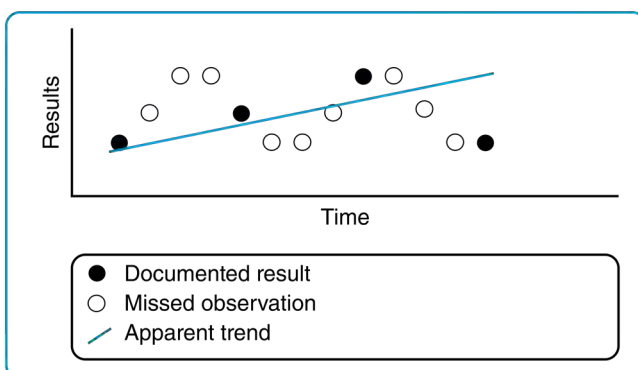 Results
Time
Documented result
Missed observation
Apparent trend